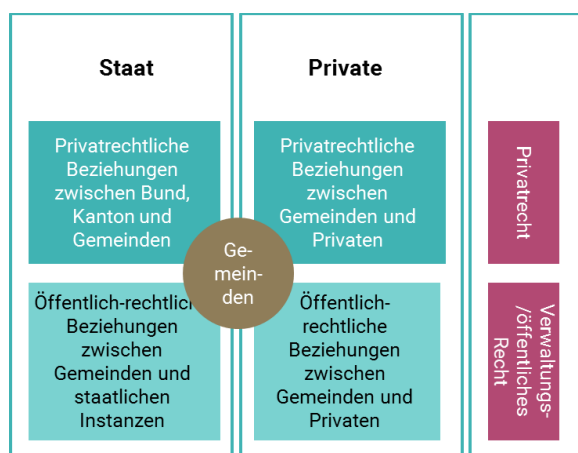 Staat
Private
Privatrechtliche
Beziehungen
zwischen Bund,
Kanton und
Gemeinden
Privatrechtliche
Beziehungen
zwischen
Gemeinden und
Privaten
Privatrecht
Ge-
mein-
den
Öffentlich-rechtliche
Beziehungen
zwischen
Gemeinden und
staatlichen
Instanzen
Öffentlich-
rechtliche
Beziehungen
zwischen
Gemeinden und
Privaten
Verwaltungs-
/öffentliches
Recht